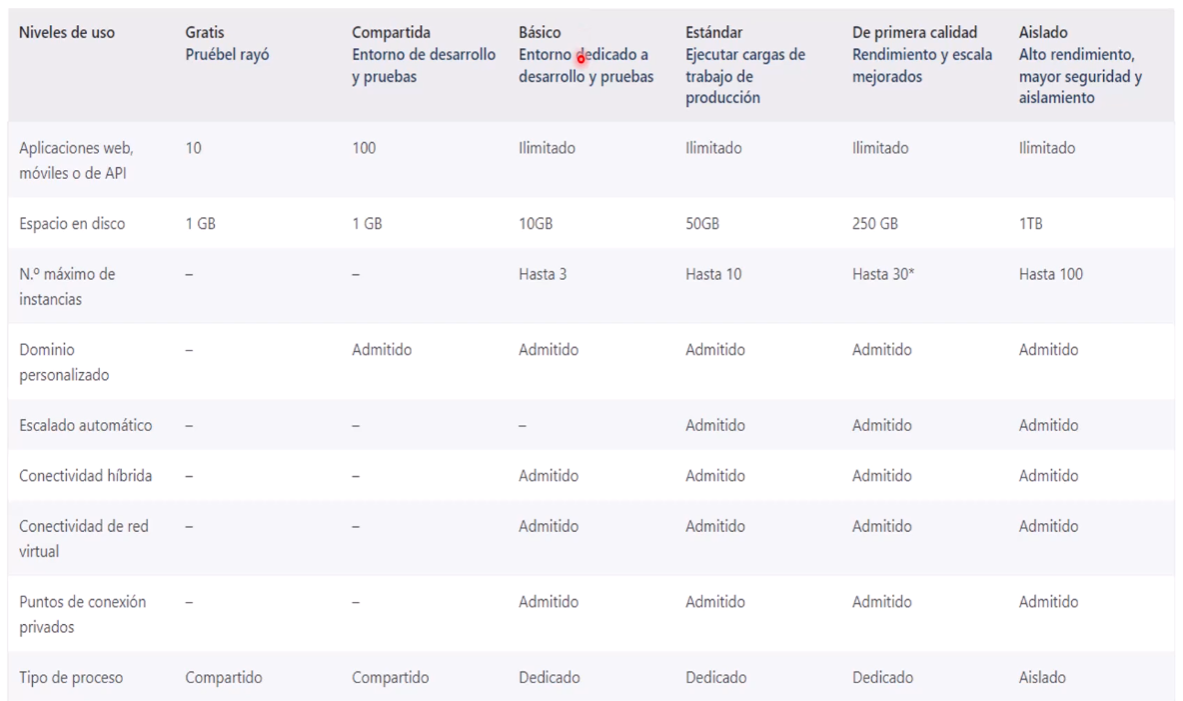 Niveles de uso Gratis Compartida Básico Estándar De primera calidad Aislado
Pruébel rayó Entorno de desarrollo Entorno dedicado a Ejecutar cargas de Rendimiento y escala Alto rendimiento,
y pruebas desarrollo y pruebas trabajo de mejorados mayor seguridad y
producción aislamiento
Aplicaciones web, 10 100 Ilimitado Ilimitado Ilimitado Ilimitado
móviles o de API
Espacio en disco 1 GB 1 GB 10GB 50GB 250 GB 1TB
N.º máximo de – – Hasta 3 Hasta 10 Hasta 30* Hasta 100
instancias
Dominio – Admitido Admitido Admitido Admitido Admitido
personalizado
Escalado automático – – – Admitido Admitido Admitido
Conectividad híbrida – – Admitido Admitido Admitido Admitido
Conectividad de red – – Admitido Admitido Admitido Admitido
virtual
Puntos de conexión – – Admitido Admitido Admitido Admitido
privados
Tipo de proceso Compartido Compartido Dedicado Dedicado Dedicado Aislado